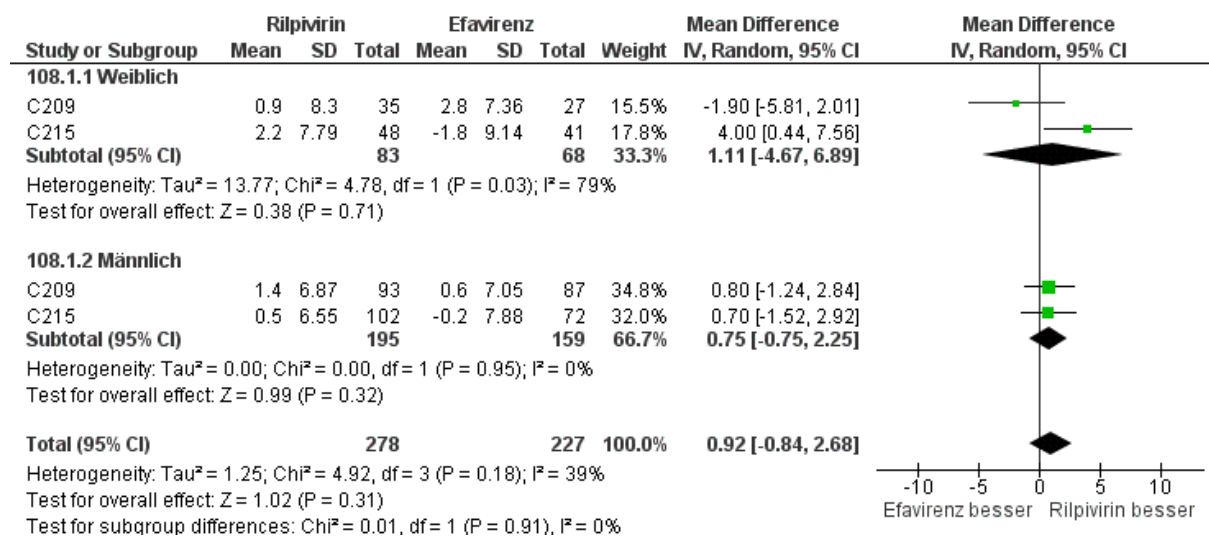 Rilpivirin Efavirenz Mean Difference Mean Difference
Study or Subgroup Mean SD Total Mean SD Total Weight IV, Random, 95% CI IV, Random, 95% CI
108.1.1 Weiblich
C209 0.9 8.3 35 2.8 7.36 27 15.5% -1.90 [-5.81, 2.01]
C215 2.2 7.79 48 -1.8 9.14 41 17.8% 4.00 [0.44, 7.56]
Subtotal (95% CI) 83 68 33.3% 1.11 [-4.67, 6.89]
Heterogeneity: Tau² = 13.77; Chi² = 4.78, df = 1 (P = 0.03); I² = 79%
Test for overall effect: Z = 0.38 (P = 0.71)
108.1.2 Männlich
C209 1.4 6.87 93 0.6 7.05 87 34.8% 0.80 [-1.24, 2.84]
C215 0.5 6.55 102 -0.2 7.88 72 32.0% 0.70 [-1.52, 2.92]
Subtotal (95% CI) 195 159 66.7% 0.75 [-0.75, 2.25]
Heterogeneity: Tau² = 0.00; Chi² = 0.00, df = 1 (P = 0.95); I² = 0%
Test for overall effect: Z = 0.99 (P = 0.32)
Total (95% CI) 278 227 100.0% 0.92 [-0.84, 2.68]
Heterogeneity: Tau² = 1.25; Chi² = 4.92, df = 3 (P = 0.18); I² = 39%
Test for overall effect: Z = 1.02 (P = 0.31)
Test for subgroup differences: Chi² = 0.01, df = 1 (P = 0.91), I² = 0%
-10 -5 0 5 10
Efavirenz besser Rilpivirin besser